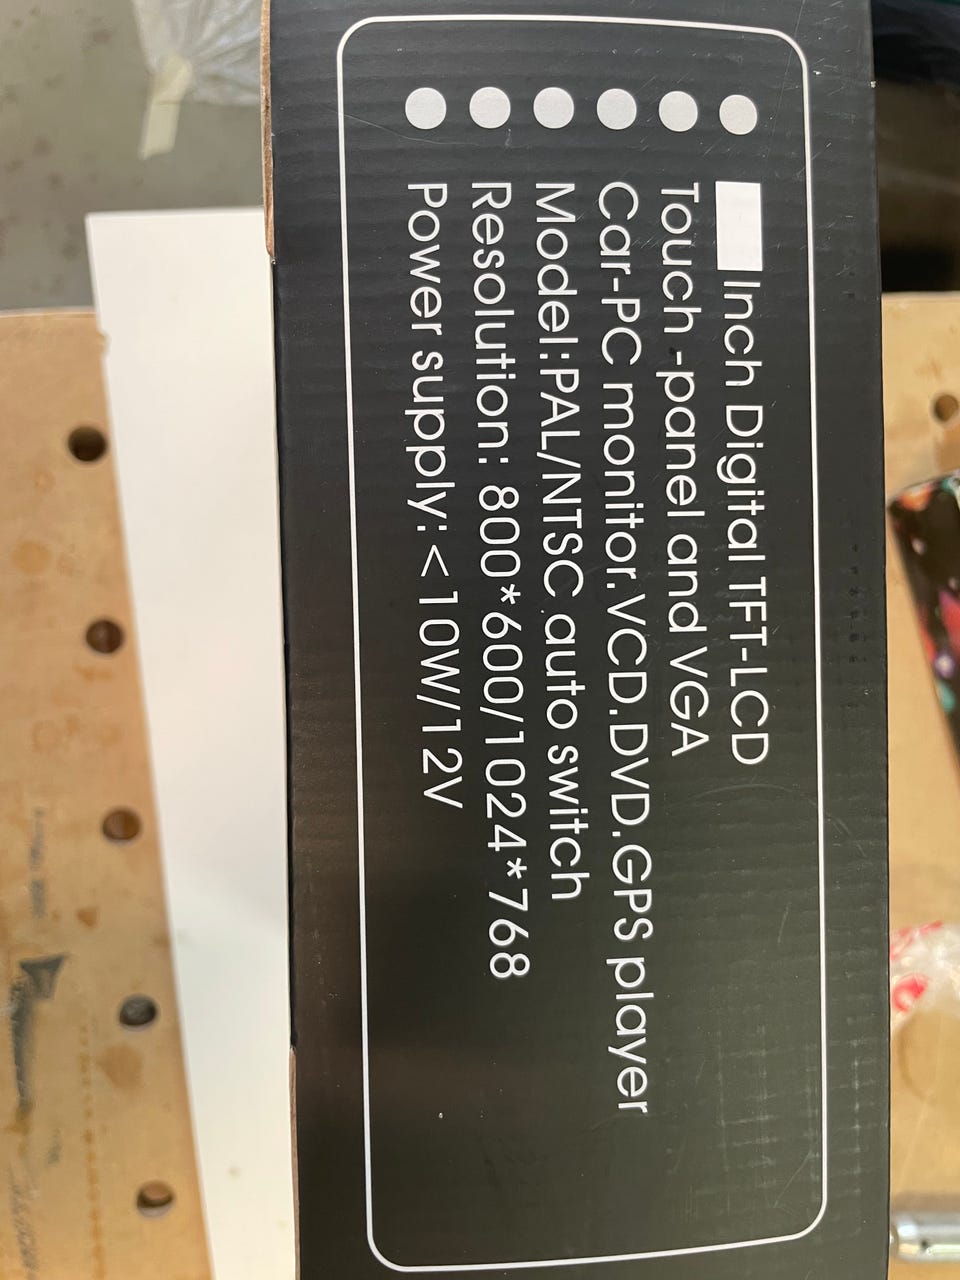 Inch Digital TFT-LCD
Touch -panel and VGA
Car-PC monitor.VCD.DVD.GPS player
Model:PAL/NTSC auto switch
Resolution: 800*600/1024*768
Power supply: <10W/12V